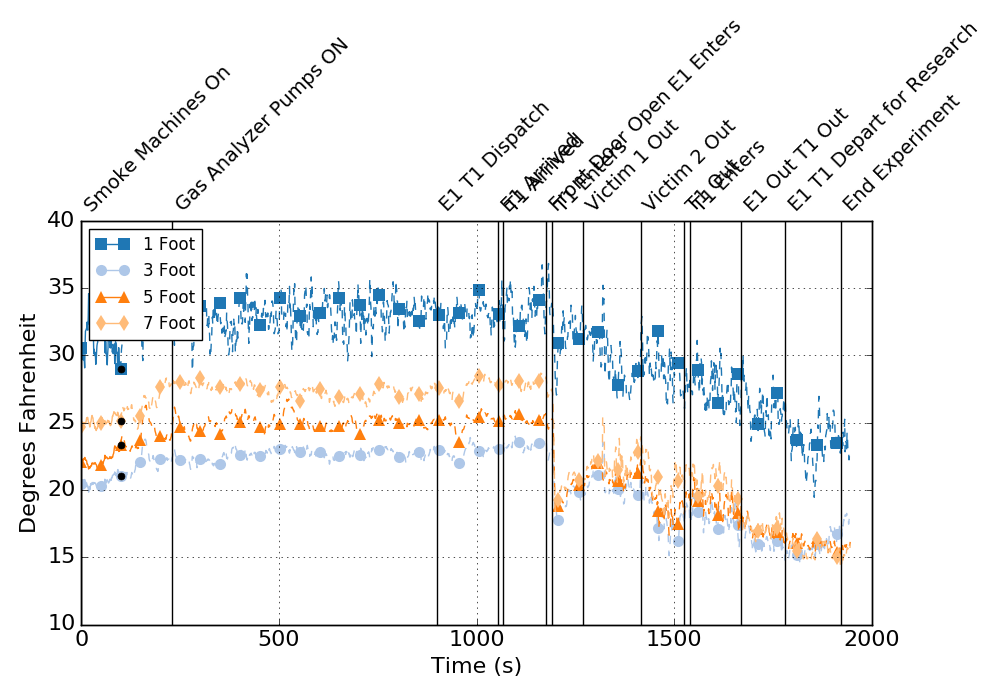 Smoke Machines On
Gas Analyzer Pumps ON
E1 T1 Dispatch
E1 Arrived
T1 Arrived
Front Door Open E1 Enters
T1 Enters
Victim 1 Out
Victim 2 Out
T1 Out
T1 Enters
E1 Out T1 Out
E1 T1 Depart for Research
End Experiment
40
35
30
25
20
15
10
Degrees Fahrenheit
1 Foot
3 Foot
5 Foot
7 Foot
0
500
1000
1500
2000
Time (s)